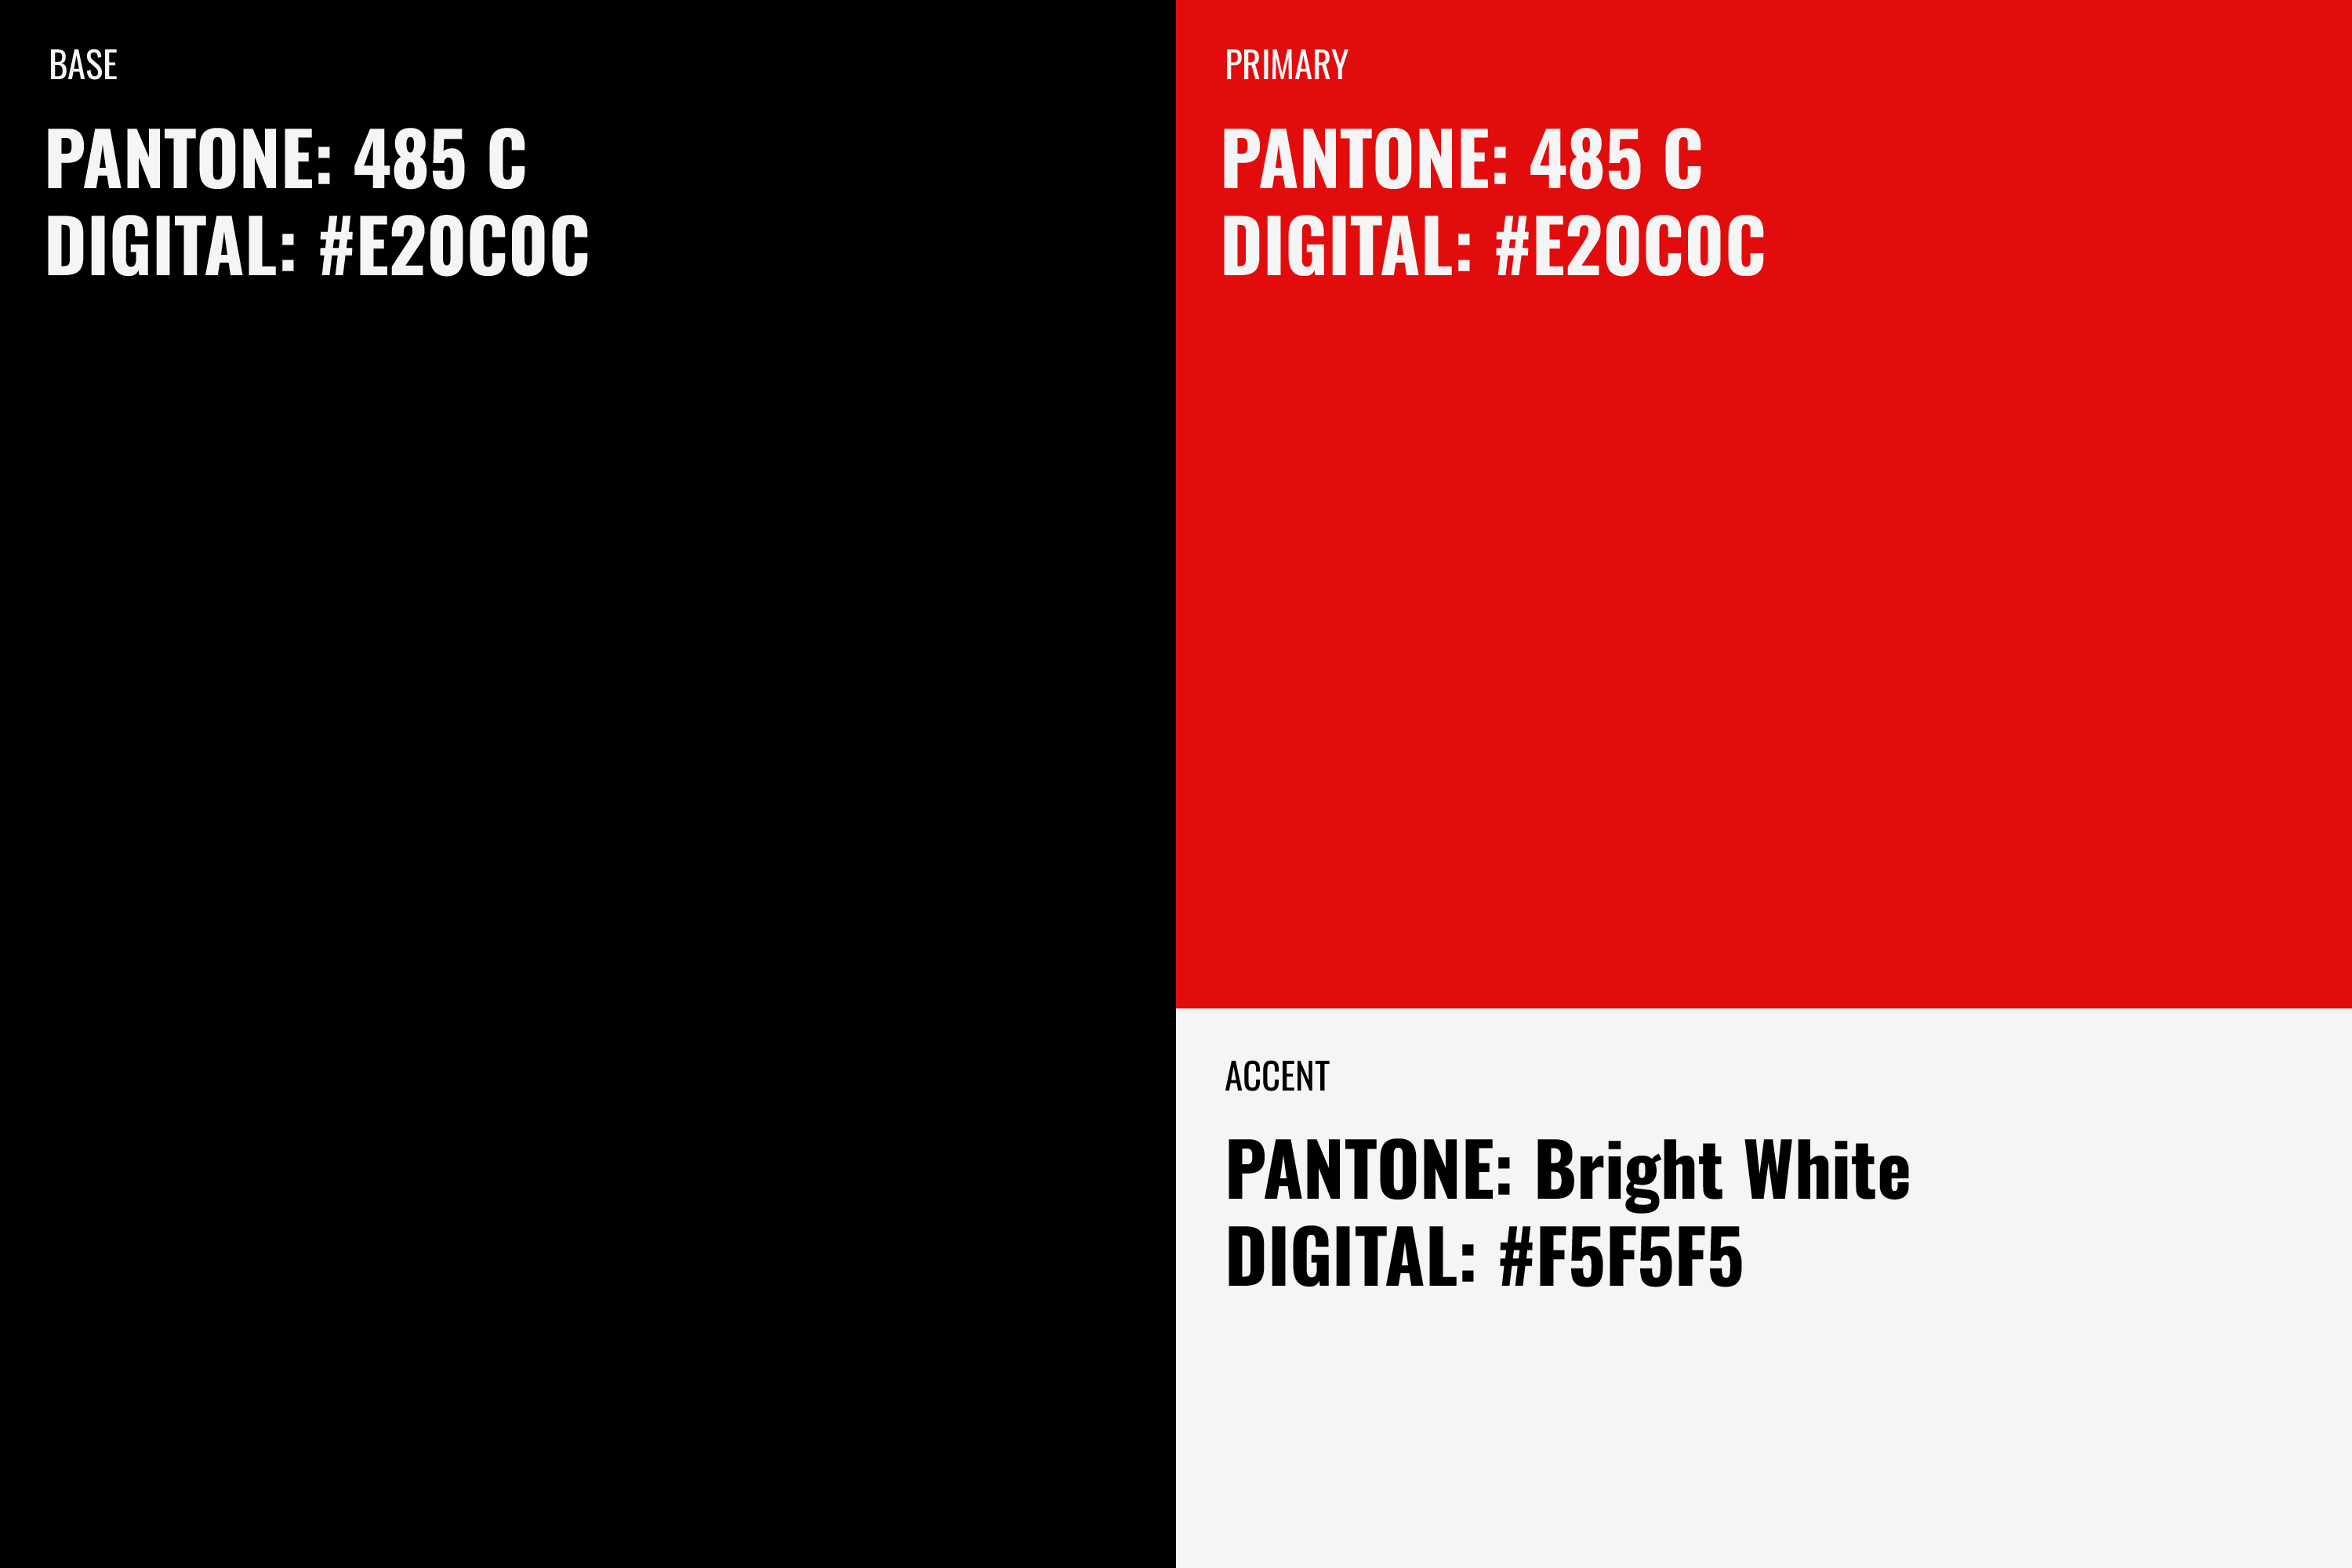 BASE
PANTONE: 485 C
DIGITAL: #E20C0C
PRIMARY
PANTONE: 485 C
DIGITAL: #E20C0C
ACCENT
PANTONE: Bright White
DIGITAL: #F5F5F5